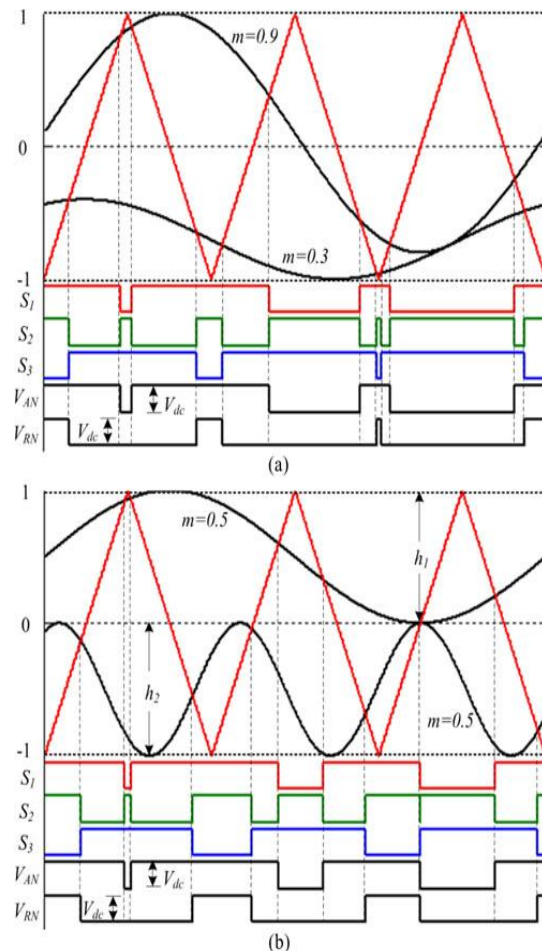 1
m=0.9
0
m=0.3
-1
S1
S2
S3
VAN
Vdc
VRN
Vdc
(a)
1
m=0.5
h1
0
h2
m=0.5
-1
S1
S2
S3
VAN
Vdc
VRN
Vdc
(b)